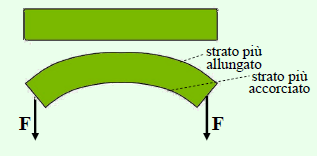 strato più
allungato
strato più
accorciato
F
F